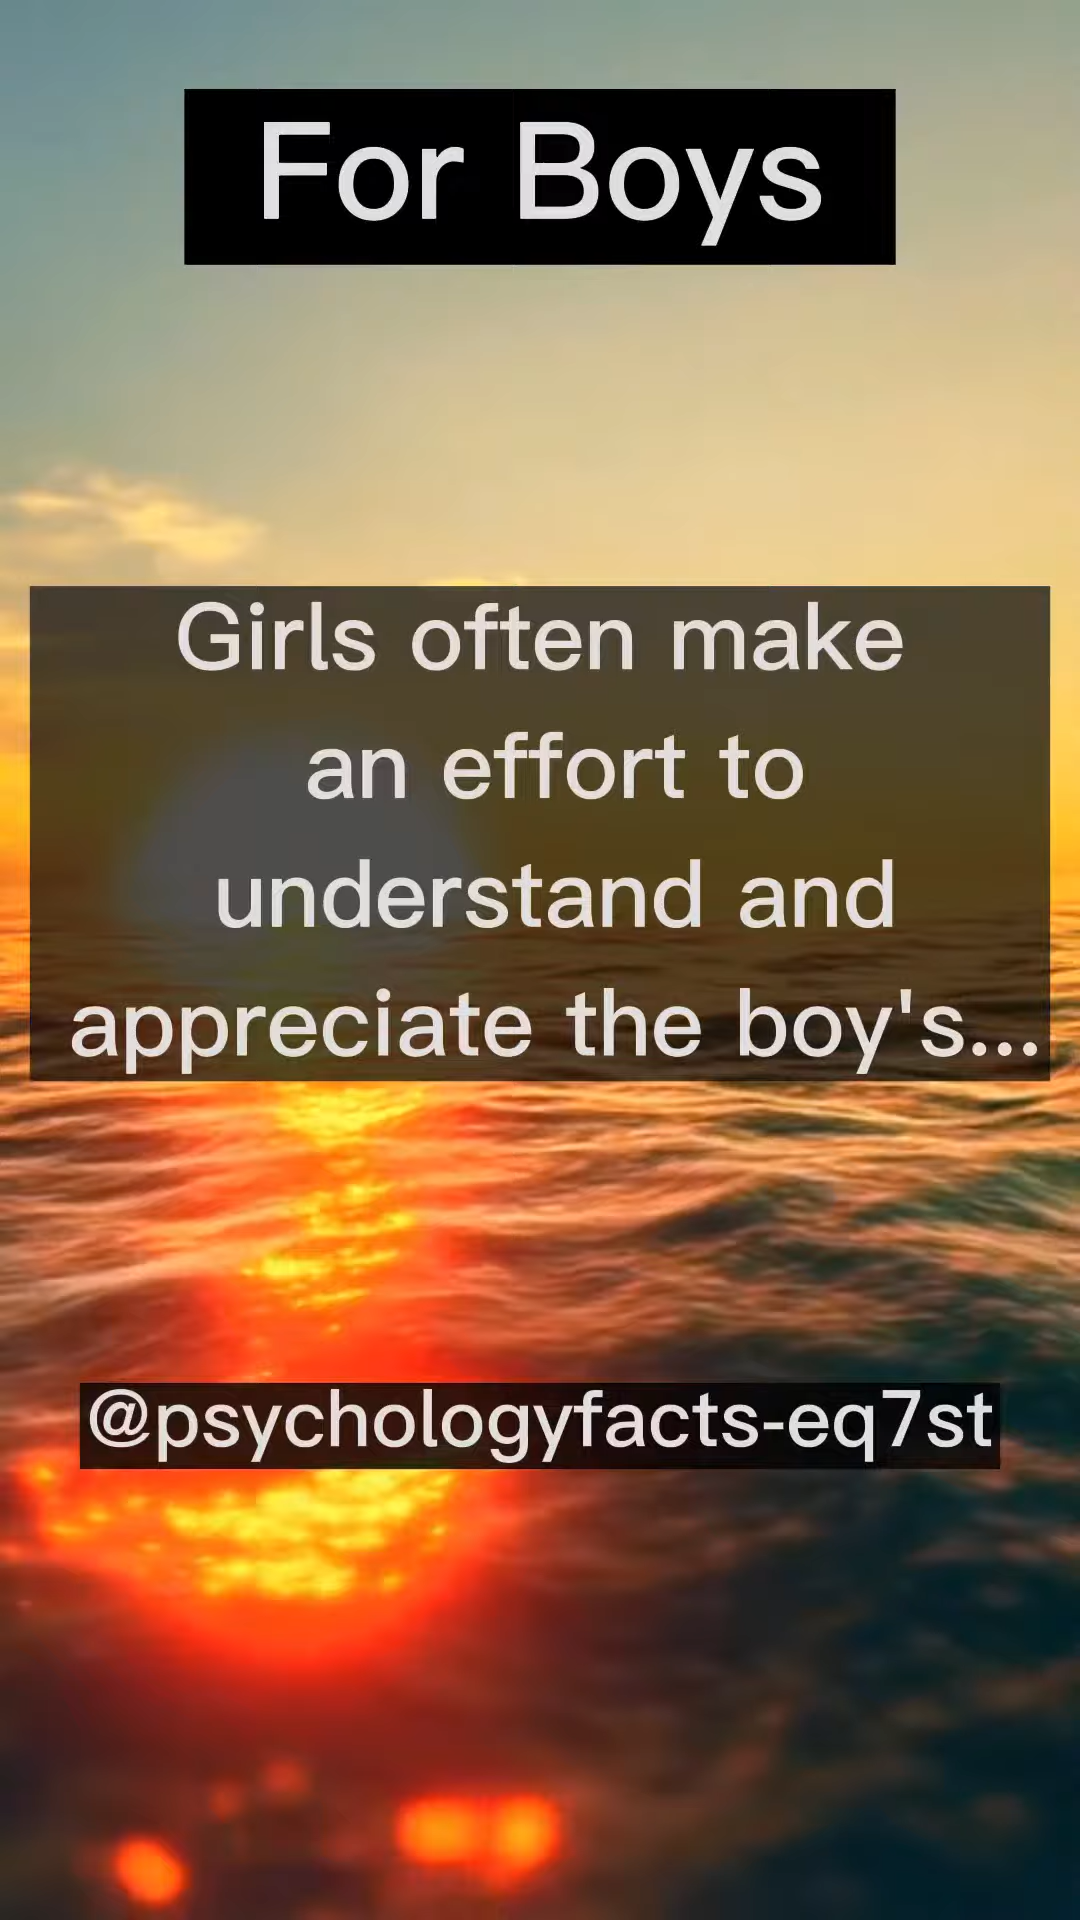 For Boys
Girls often make
an effort to
understand and
appreciate the boy's...
@psychologyfacts-eq7st